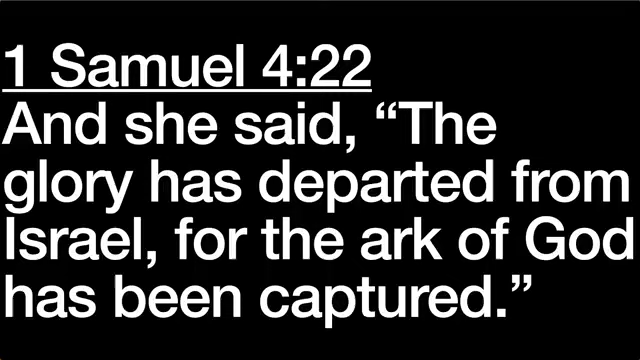 1 Samuel 4:22
And she said, “The
glory has departed from
Israel, for the ark of God
has been captured.”